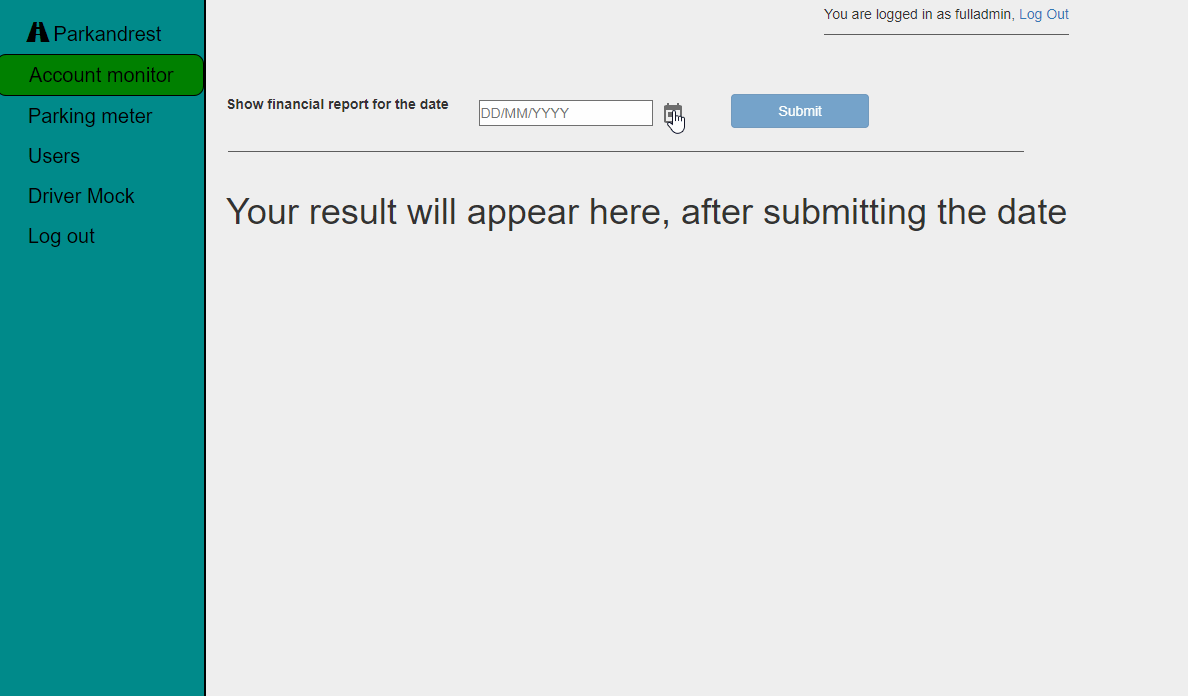 Parkandrest
Account monitor
Parking meter
Users
Driver Mock
Log out
You are logged in as fulladmin, Log Out
Show financial report for the date
DD/MM/YYYY
Submit
Your result will appear here, after submitting the date